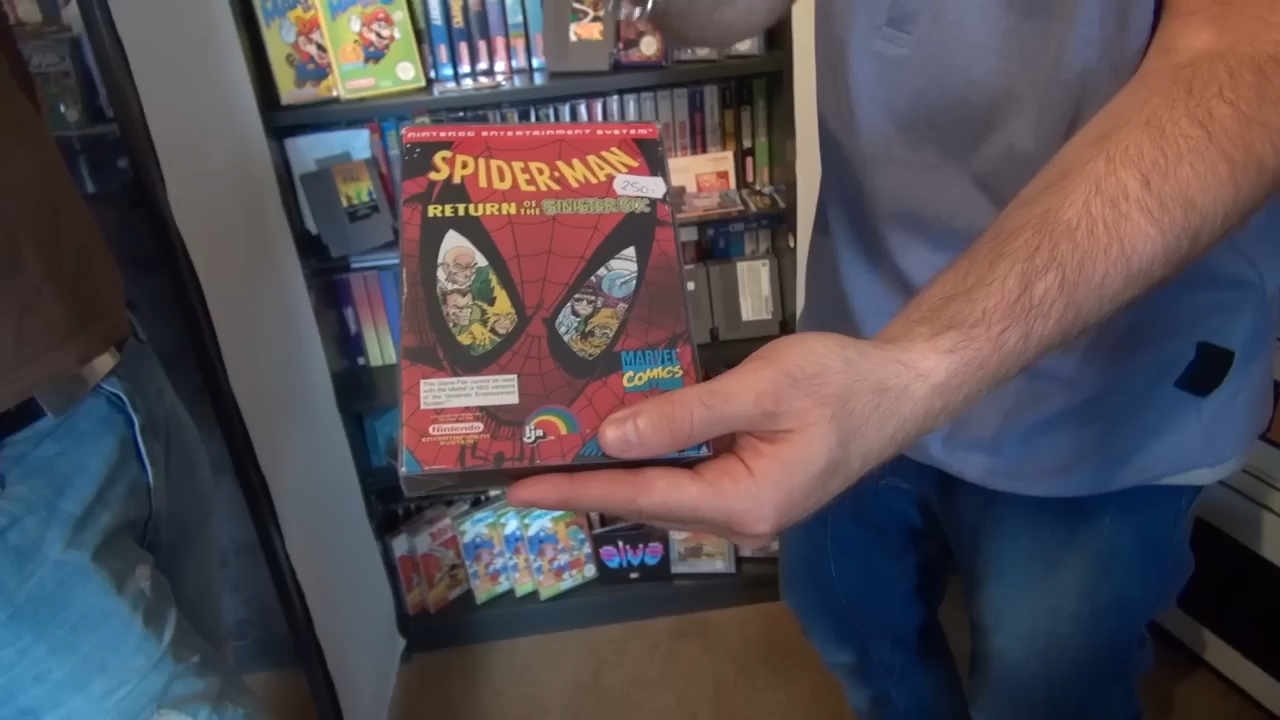 NINTENDO ENTERTAINMENT SYSTEM™
SPIDER-MAN
250:-
RETURN OF THE SINISTER SIX
MARVEL
COMICS
This Game-Pak cannot be used
with the Mattel or NES versions
of the Nintendo Entertainment
System™
Nintendo
ENTERTAINMENT
SYSTEM
ljn